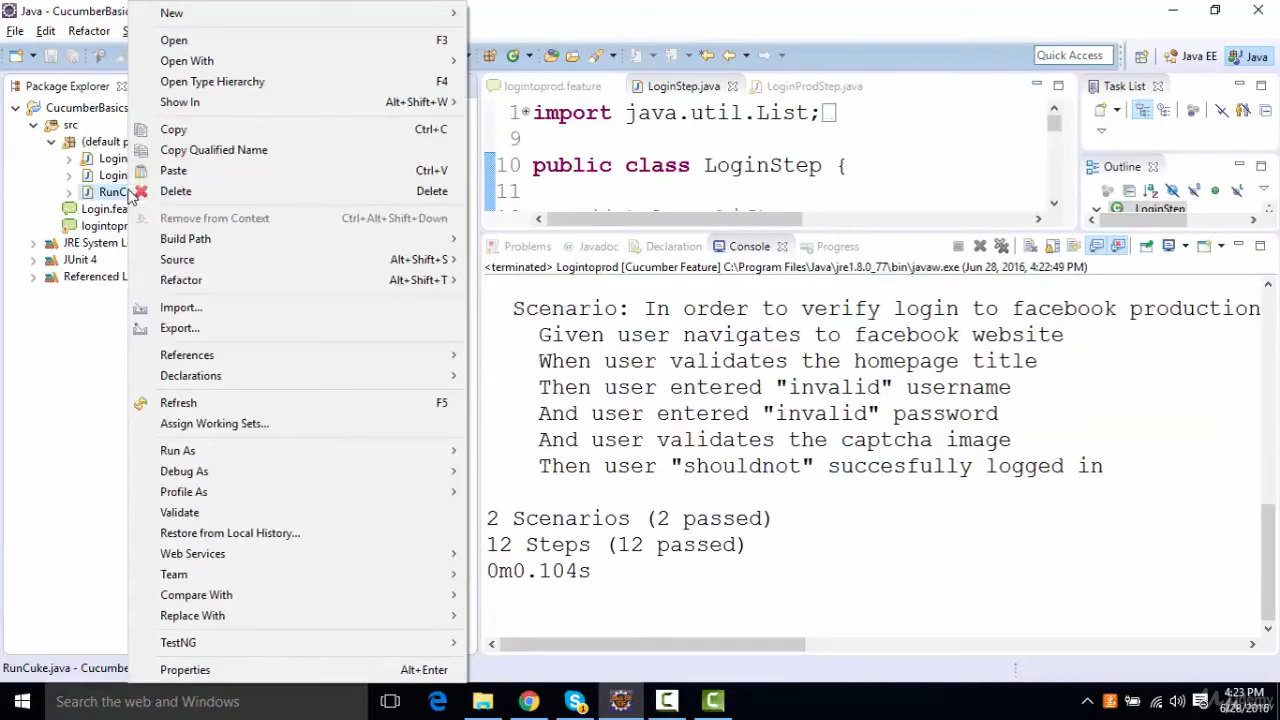 Java - CucumberBasi
File Edit Refactor S
Quick Access
Java EE
Java
Package Explorer
CucumberBasics
src
(default p
Login
Login
RunC
Login.fea
logintopr
JRE System L
JUnit 4
Referenced L
New
Open F3
Open With
Open Type Hierarchy F4
Show In Alt+Shift+W
Copy Ctrl+C
Copy Qualified Name
Paste Ctrl+V
Delete Delete
Remove from Context Ctrl+Alt+Shift+Down
Build Path
Source Alt+Shift+S
Refactor Alt+Shift+T
Import...
Export...
References
Declarations
Refresh F5
Assign Working Sets...
Run As
Debug As
Profile As
Validate
Restore from Local History...
Web Services
Team
Compare With
Replace With
TestNG
Properties Alt+Enter
logintoprod.feature LoginStep.java LoginProdStep.java
1 import java.util.List;
9
10 public class LoginStep {
11
Task List
Outline
LoginStep
Problems Javadoc Declaration Console Progress
<terminated> Logintoprod [Cucumber Feature] C:\Program Files\Java\jre1.8.0_77\bin\javaw.exe (Jun 28, 2016, 4:22:49 PM)
Scenario: In order to verify login to facebook production
Given user navigates to facebook website
When user validates the homepage title
Then user entered "invalid" username
And user entered "invalid" password
And user validates the captcha image
Then user "shouldnot" succesfully logged in
2 Scenarios (2 passed)
12 Steps (12 passed)
0m0.104s
RunCuke.java - Cucumbe
Search the web and Windows
4:23 PM
6/28/2016